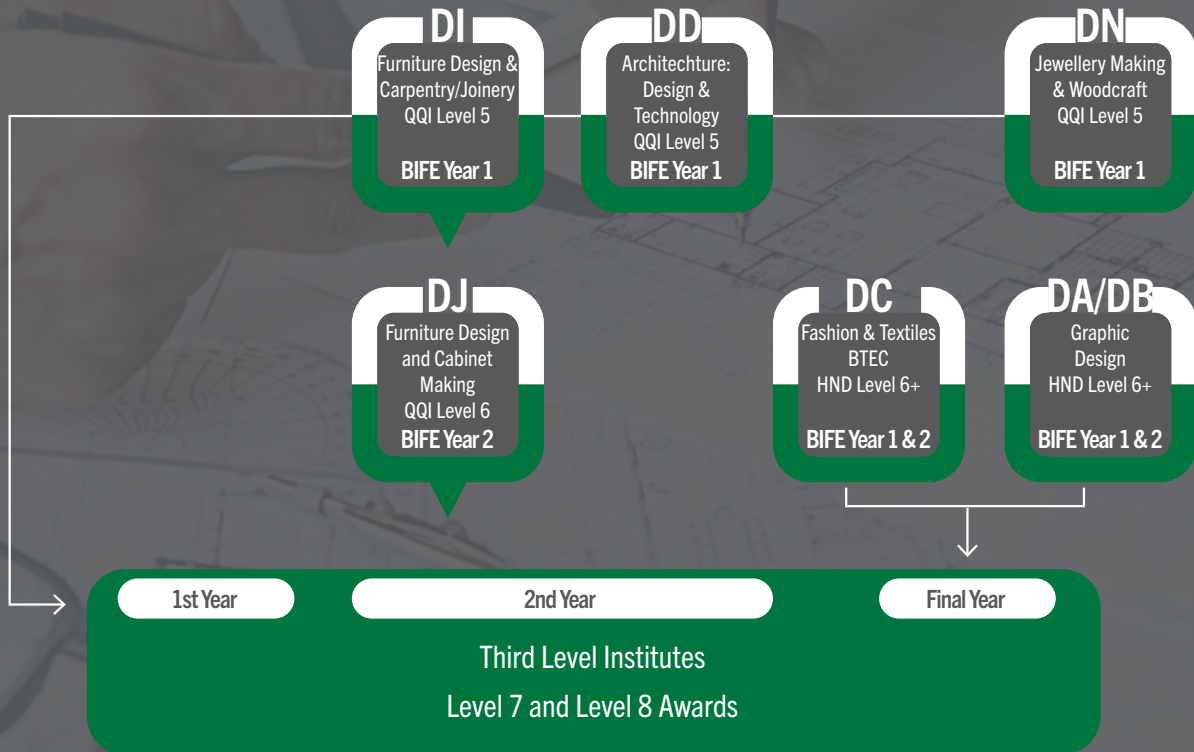 DI
Furniture Design &
Carpentry/Joinery
QQI Level 5
BIFE Year 1
DD
Architechture:
Design &
Technology
QQI Level 5
BIFE Year 1
DN
Jewellery Making
& Woodcraft
QQI Level 5
BIFE Year 1
DJ
Furniture Design
and Cabinet
Making
QQI Level 6
BIFE Year 2
DC
Fashion & Textiles
BTEC
HND Level 6+
BIFE Year 1 & 2
DA/DB
Graphic
Design
HND Level 6+
BIFE Year 1 & 2
1st Year
2nd Year
Final Year
Third Level Institutes
Level 7 and Level 8 Awards